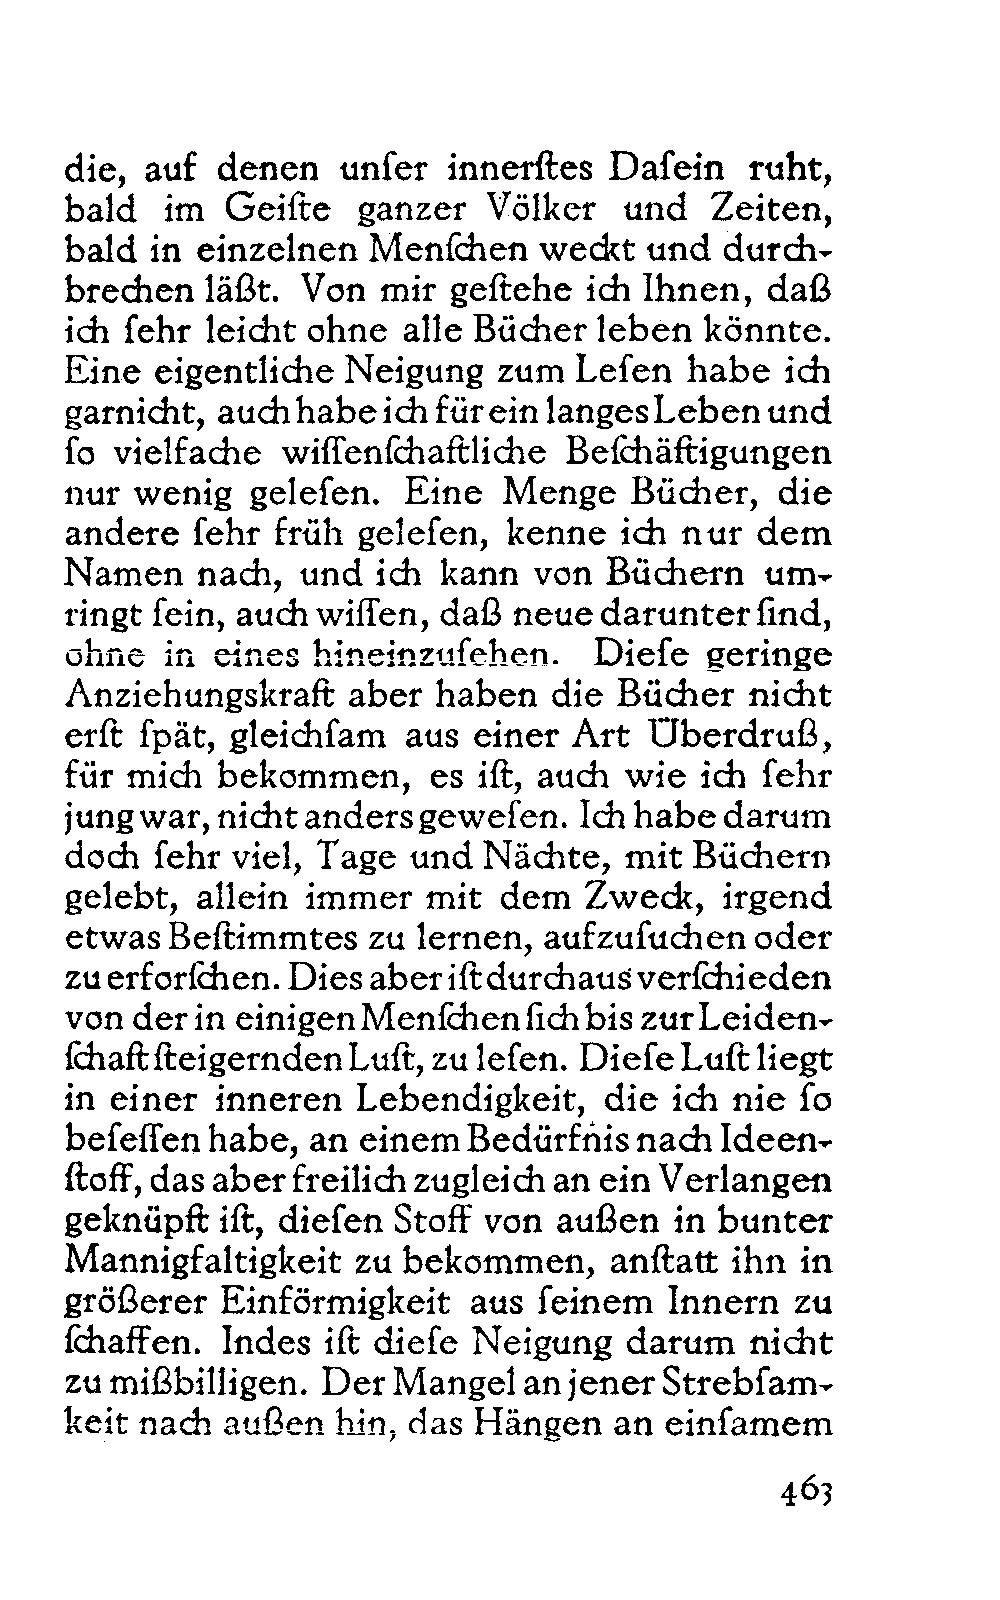 die, auf denen unſer innerſtes Daſein ruht,
bald im Geiſte ganzer Völker und Zeiten,
bald in einzelnen Menſchen weckt und durch-
brechen läßt. Von mir geſtehe ich Ihnen, daß
ich ſehr leicht ohne alle Bücher leben könnte.
Eine eigentliche Neigung zum Leſen habe ich
garnicht, auch habe ich für ein langes Leben und
ſo vielfache wiſſenſchaftliche Beſchäftigungen
nur wenig geleſen. Eine Menge Bücher, die
andere ſehr früh geleſen, kenne ich nur dem
Namen nach, und ich kann von Büchern um-
ringt ſein, auch wiſſen, daß neue darunter ſind,
ohne in eines hineinzuſehen. Dieſe geringe
Anziehungskraft aber haben die Bücher nicht
erſt ſpät, gleichſam aus einer Art Überdruß,
für mich bekommen, es iſt, auch wie ich ſehr
jung war, nicht anders geweſen. Ich habe darum
doch ſehr viel, Tage und Nächte, mit Büchern
gelebt, allein immer mit dem Zweck, irgend
etwas Beſtimmtes zu lernen, aufzuſuchen oder
zu erforſchen. Dies aber iſt durchaus verſchieden
von der in einigen Menſchen ſich bis zur Leiden-
ſchaft ſteigernden Luſt, zu leſen. Dieſe Luſt liegt
in einer inneren Lebendigkeit, die ich nie ſo
beſeſſen habe, an einem Bedürfnis nach Ideen-
ſtoff, das aber freilich zugleich an ein Verlangen
geknüpft iſt, dieſen Stoff von außen in bunter
Mannigfaltigkeit zu bekommen, anſtatt ihn in
größerer Einförmigkeit aus ſeinem Innern zu
ſchaffen. Indes iſt dieſe Neigung darum nicht
zu mißbilligen. Der Mangel an jener Strebſam-
keit nach außen hin, das Hängen an einſamem
463